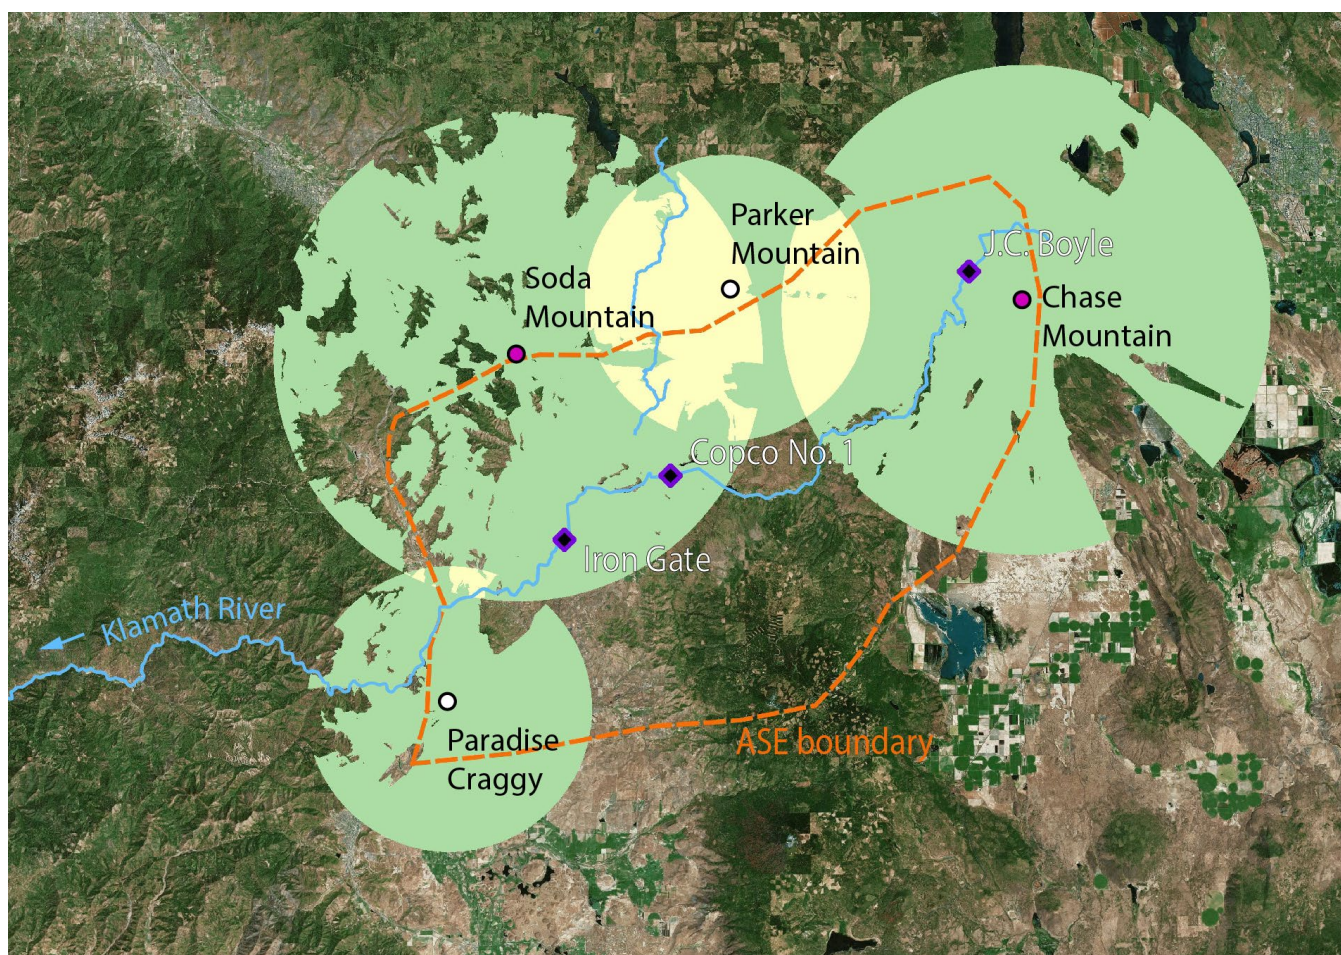 Parker
Mountain
J.C. Boyle
Soda
Mountain
Chase
Mountain
Copco No. 1
Iron Gate
Klamath River
Paradise
Craggy
ASE boundary